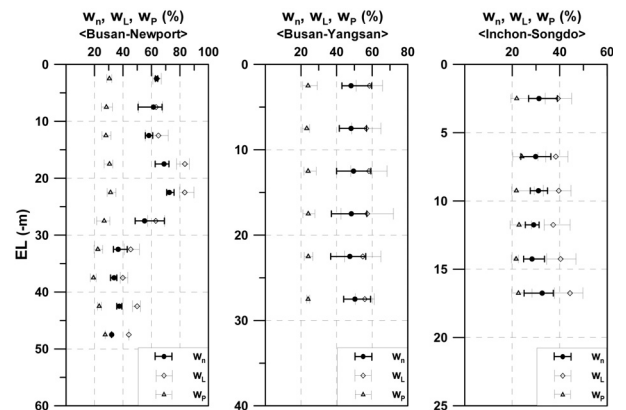 wn, wL, wP (%)
<Busan-Newport>
0 20 40 60 80 100
0
10
20
30
40
50
60
EL (-m)
wn
wL
wP
wn, wL, wP (%)
<Busan-Yangsan>
0 20 40 60 80
0
10
20
30
40
wn
wL
wP
wn, wL, wP (%)
<Inchon-Songdo>
0 20 40 60
0
5
10
15
20
25
wn
wL
wP